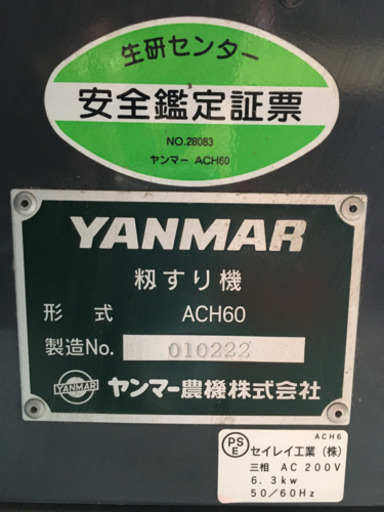 生研センター
安全鑑定証票
NO.28083
ヤンマー ACH60
YANMAR
籾すり機
形式 ACH60
製造No. 010222
YANMAR ヤンマー農機株式会社
ACH6
PSE セイレイ工業(株)
三相 AC 200V
6.3kw
50/60Hz